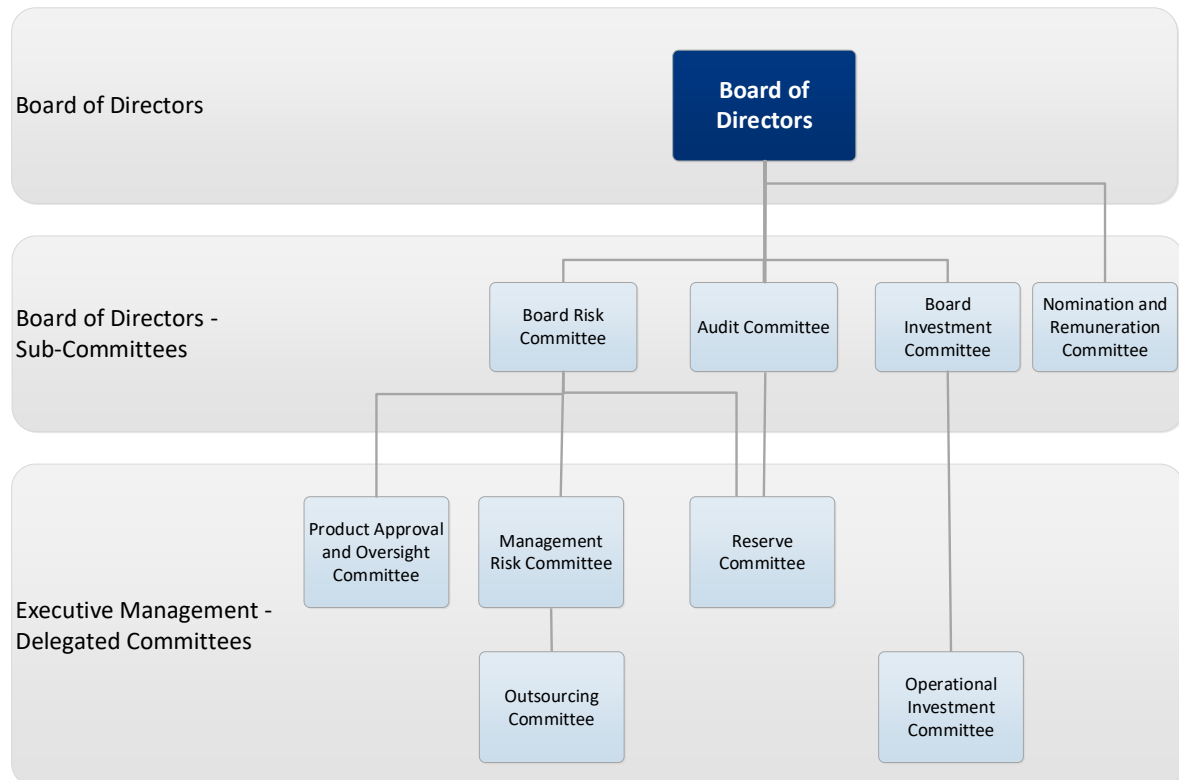 Board of Directors
Board of
Directors
Board of Directors -
Sub-Committees
Board Risk
Committee
Audit Committee
Board
Investment
Committee
Nomination and
Remuneration
Committee
Executive Management -
Delegated Committees
Product Approval
and Oversight
Committee
Management
Risk Committee
Reserve
Committee
Outsourcing
Committee
Operational
Investment
Committee